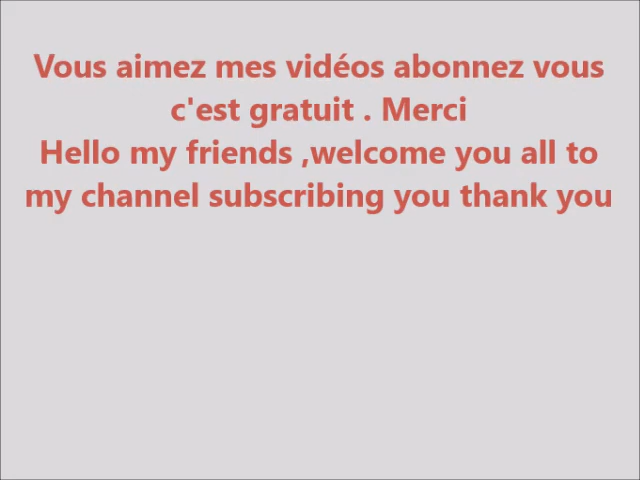 Vous aimez mes vidéos abonnez vous
c'est gratuit . Merci
Hello my friends ,welcome you all to
my channel subscribing you thank you